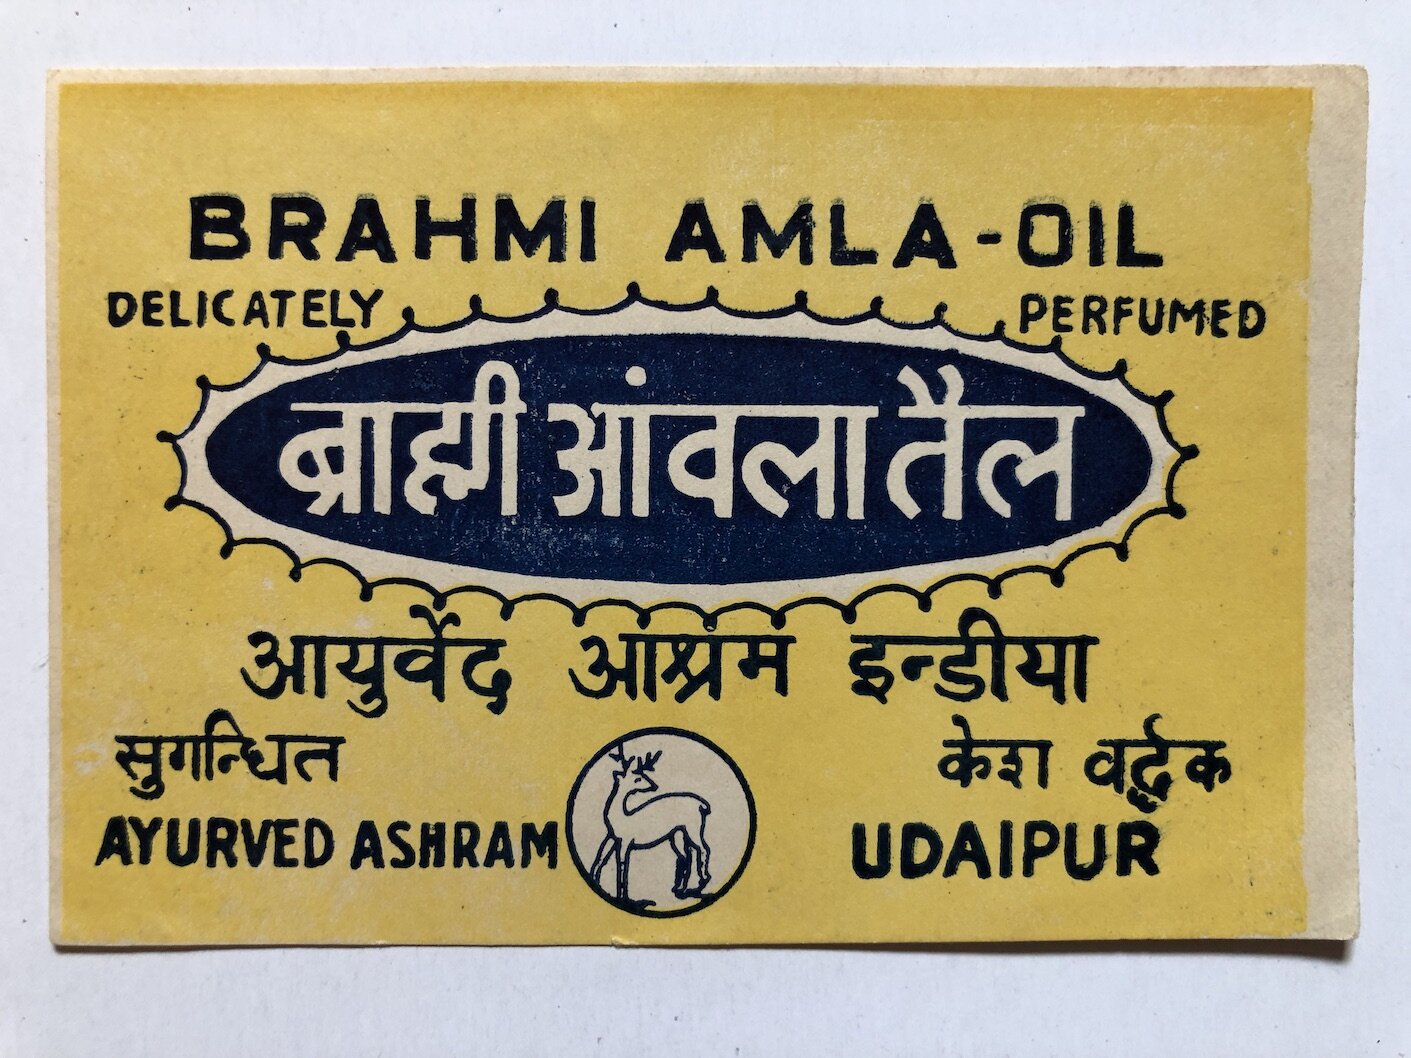 BRAHMI AMLA-OIL
DELICATELY PERFUMED
ब्राह्मी आंवला तैल
आयुर्वेद आश्रम इन्डीया
सुगन्धित केश वर्द्धक
AYURVED ASHRAM UDAIPUR